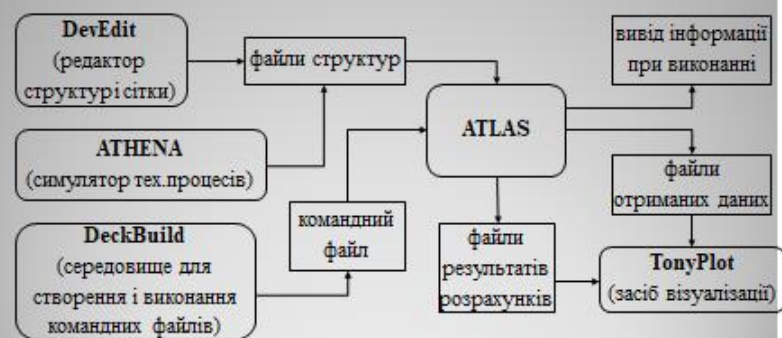 DevEdit
(редактор
структур і сітки)
файли структур
вивід інформації
при виконанні
ATHENA
(симулятор тех.процесів)
ATLAS
DeckBuild
(середовище для
створення і виконання
командних файлів)
командний
файл
файли
результатів
розрахунків
файли
отриманих даних
TonyPlot
(засіб візуалізації)